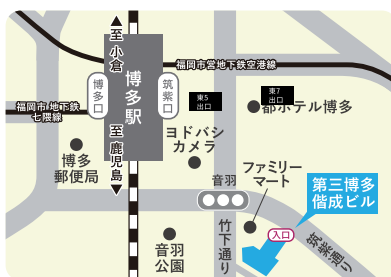 ▲至小倉
福岡市営地下鉄空港線
博多口
博多駅
筑紫口
東5
出口
東7
出口
都ホテル博多
福岡市 地下鉄
七隈線
ヨドバシ
カメラ
博多
郵便局
至鹿児島▼
ファミリー
マート
音羽
第三博多
偕成ビル
入口
竹下通り
筑紫通り
音羽
公園